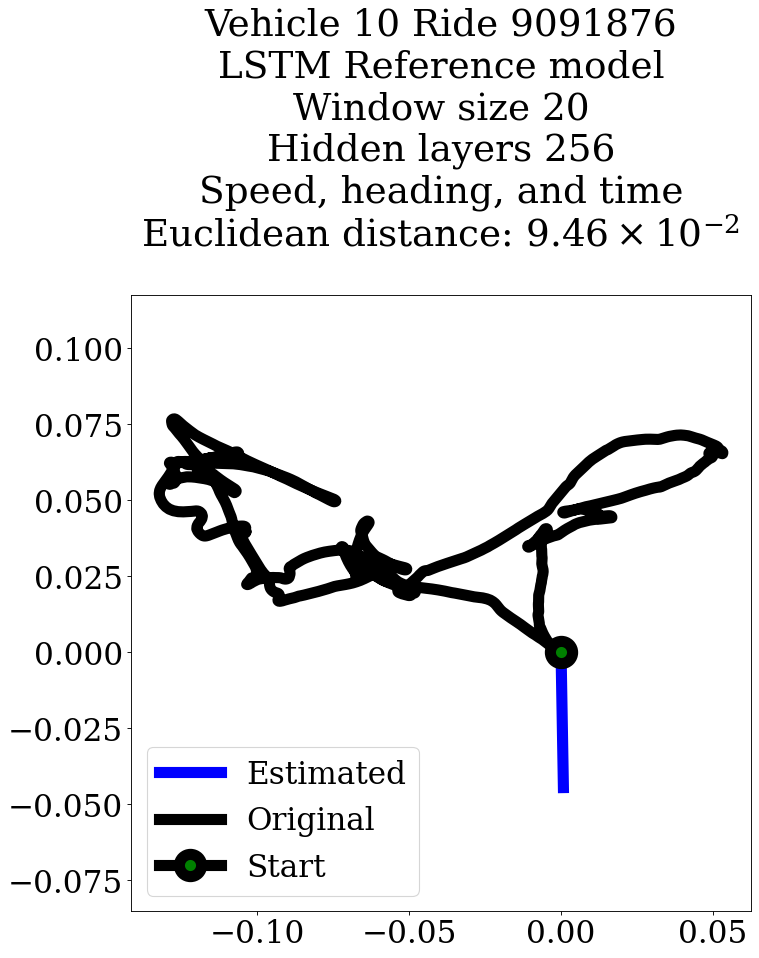 Vehicle 10 Ride 9091876
LSTM Reference model
Window size 20
Hidden layers 256
Speed, heading, and time
Euclidean distance: 9.46 × 10⁻²
0.100
0.075
0.050
0.025
0.000
−0.025
−0.050
−0.075
Estimated
Original
Start
−0.10
−0.05
0.00
0.05